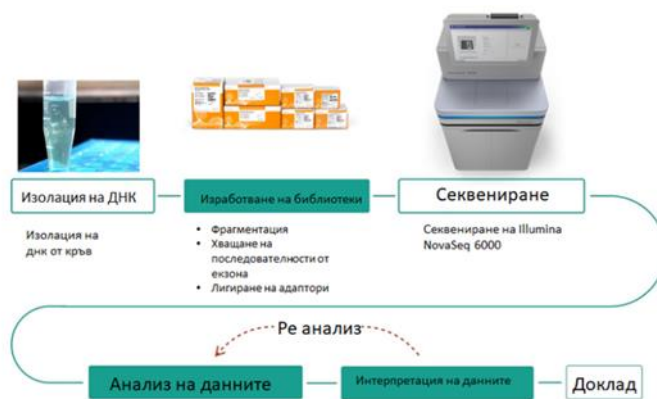 Изолация на ДНК
Изработване на библиотеки
Секвениране
Изолация на
днк от кръв
• Фрагментация
• Хващане на
последователности от
екзона
• Лигиране на адаптори
Секвениране на Illumina
NovaSeq 6000
Ре анализ
Анализ на данните
Интерпретация на данните
Доклад